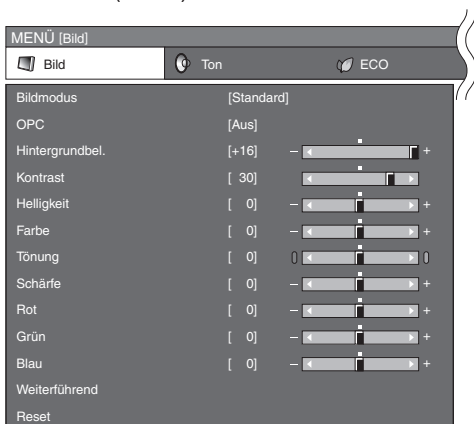 MENÜ [Bild]
Bild Ton ECO
Bildmodus [Standard]
OPC [Aus]
Hintergrundbel. [+16] – +
Kontrast [ 30]
Helligkeit [ 0] – +
Farbe [ 0] – +
Tönung [ 0]
Schärfe [ 0] – +
Rot [ 0] – +
Grün [ 0] – +
Blau [ 0] – +
Weiterführend
Reset